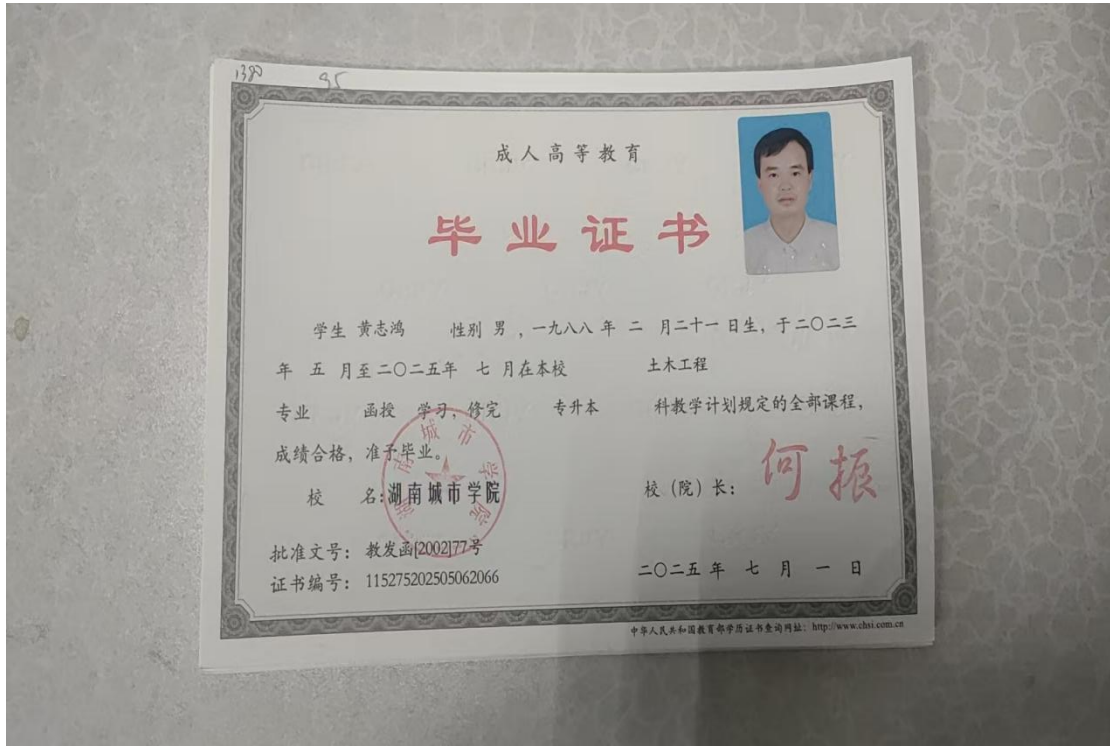 1380 95
成人高等教育
毕业证书
学生 黄志鸿 性别 男 ，一九八八 年 二 月二十一 日生，于二〇二三
年 五 月至二〇二五年 七 月在本校 土木工程
专业 函授 学习，修完 专升本 科教学计划规定的全部课程，
成绩合格，准予毕业。
湖南城市学院
校 名：湖南城市学院 校（院）长： 何振
批准文号： 教发函[2002]77号
证书编号： 115275202505062066 二〇二五 年 七 月 一 日
中华人民共和国教育部学历证书查询网址：http://www.chsi.com.cn